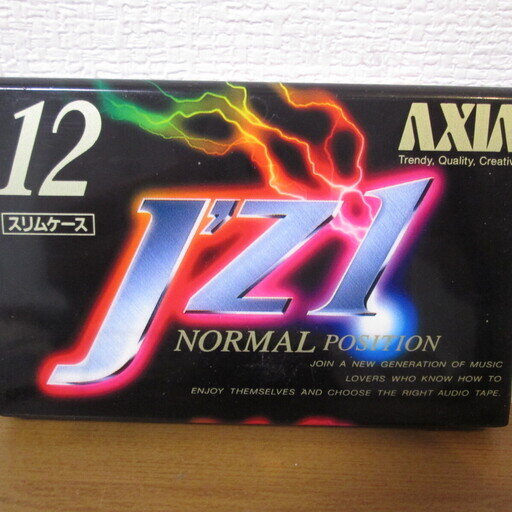 12
スリムケース
AXIA
Trendy, Quality, Creativ
J'Z1
NORMAL POSITION
JOIN A NEW GENERATION OF MUSIC
LOVERS WHO KNOW HOW TO
ENJOY THEMSELVES AND CHOOSE THE RIGHT AUDIO TAPE.